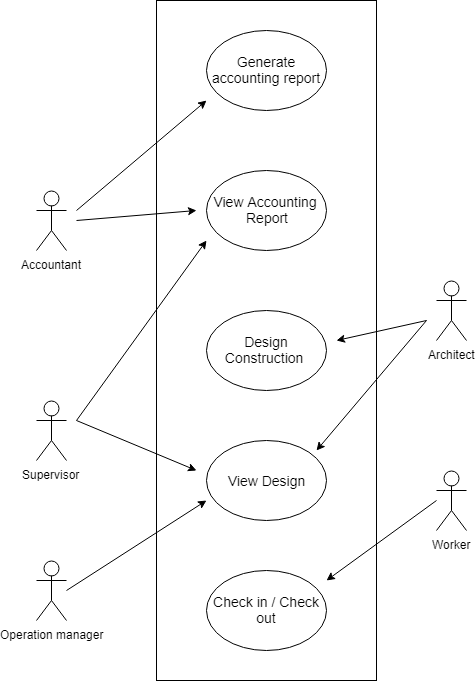 Generate
accounting report
View Accounting
Report
Accountant
Design
Construction
Architect
Supervisor
View Design
Worker
Operation manager
Check in / Check
out